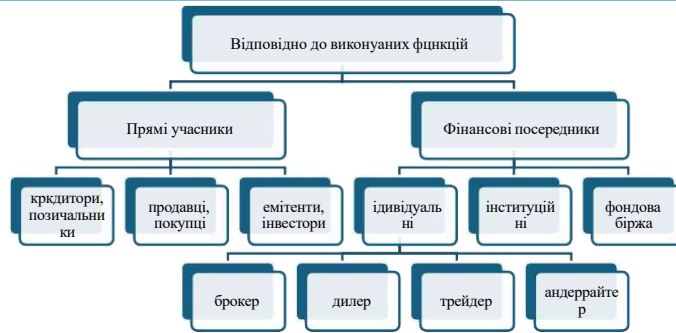 Відповідно до виконуаних фцнкцій
Прямі учасники
Фінансові посередники
кркдитори,
позичальни
ки
продавці,
покупці
емітенти,
інвестори
ідивідуаль
ні
інституцій
ні
фондова
біржа
брокер
дилер
трейдер
андеррайте
р